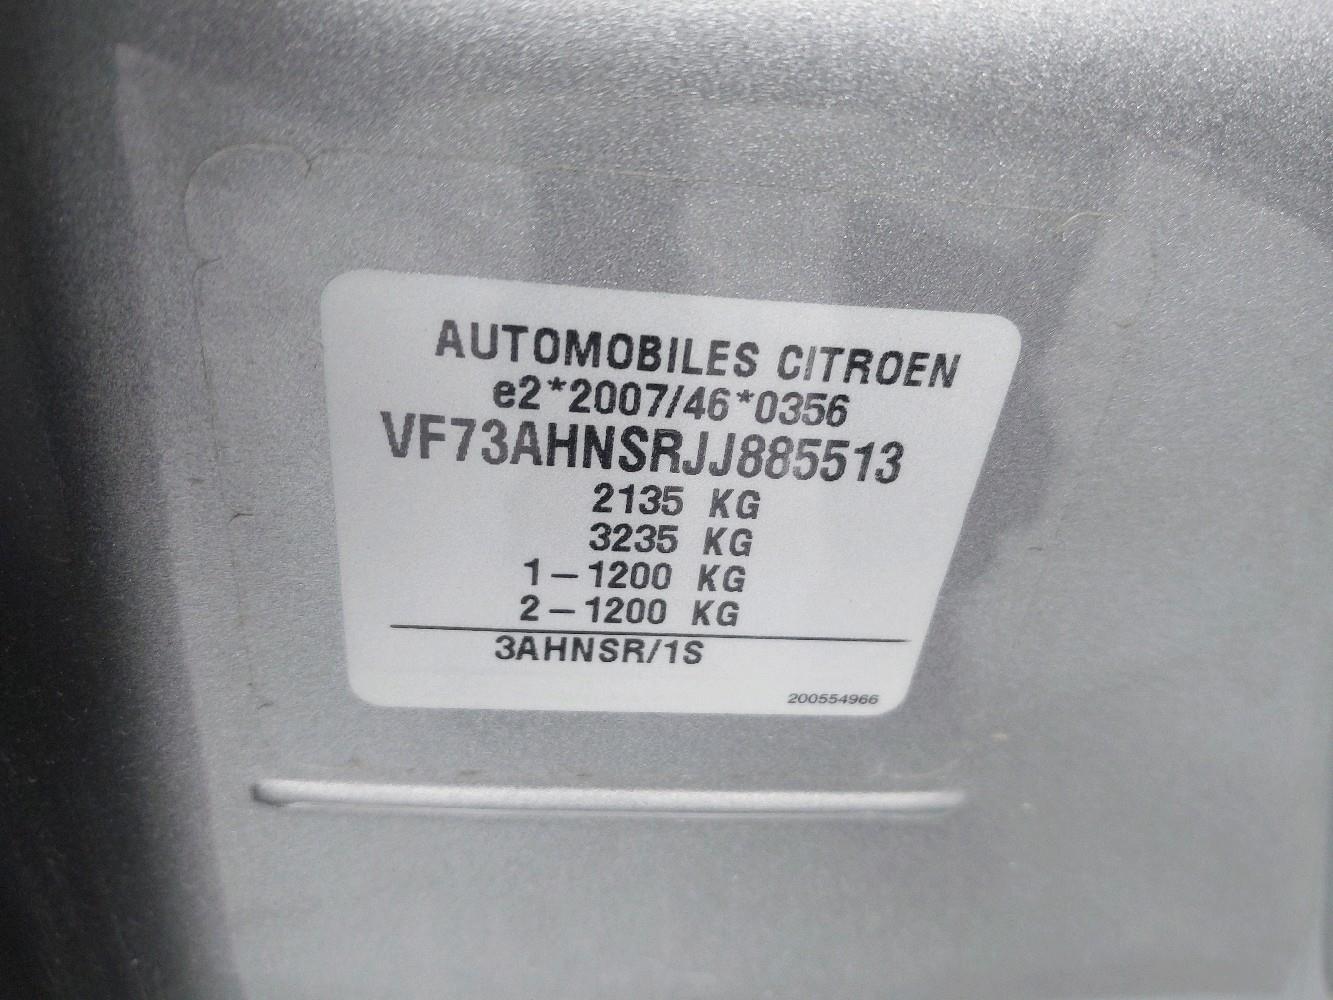 AUTOMOBILES CITROEN
e2*2007/46*0356
VF73AHNSRJJ885513
2135 KG
3235 KG
1-1200 KG
2-1200 KG
3AHNSR/1S
200554966